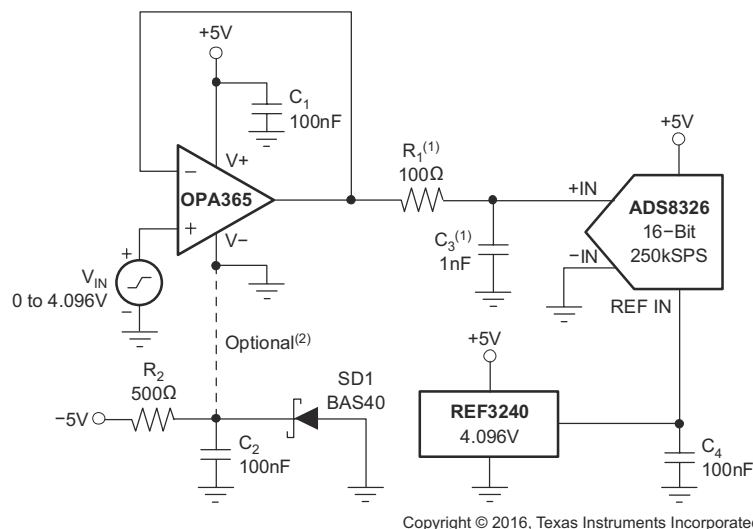 +5V
C1
100nF
V+
−
OPA365
+
V−
+
VIN
0 to 4.096V
−
R1(1)
100Ω
C3(1)
1nF
+5V
+IN
ADS8326
16−Bit
250kSPS
−IN
REF IN
Optional(2)
R2
500Ω
−5V
C2
100nF
SD1
BAS40
+5V
REF3240
4.096V
C4
100nF
Copyright © 2016, Texas Instruments Incorporate